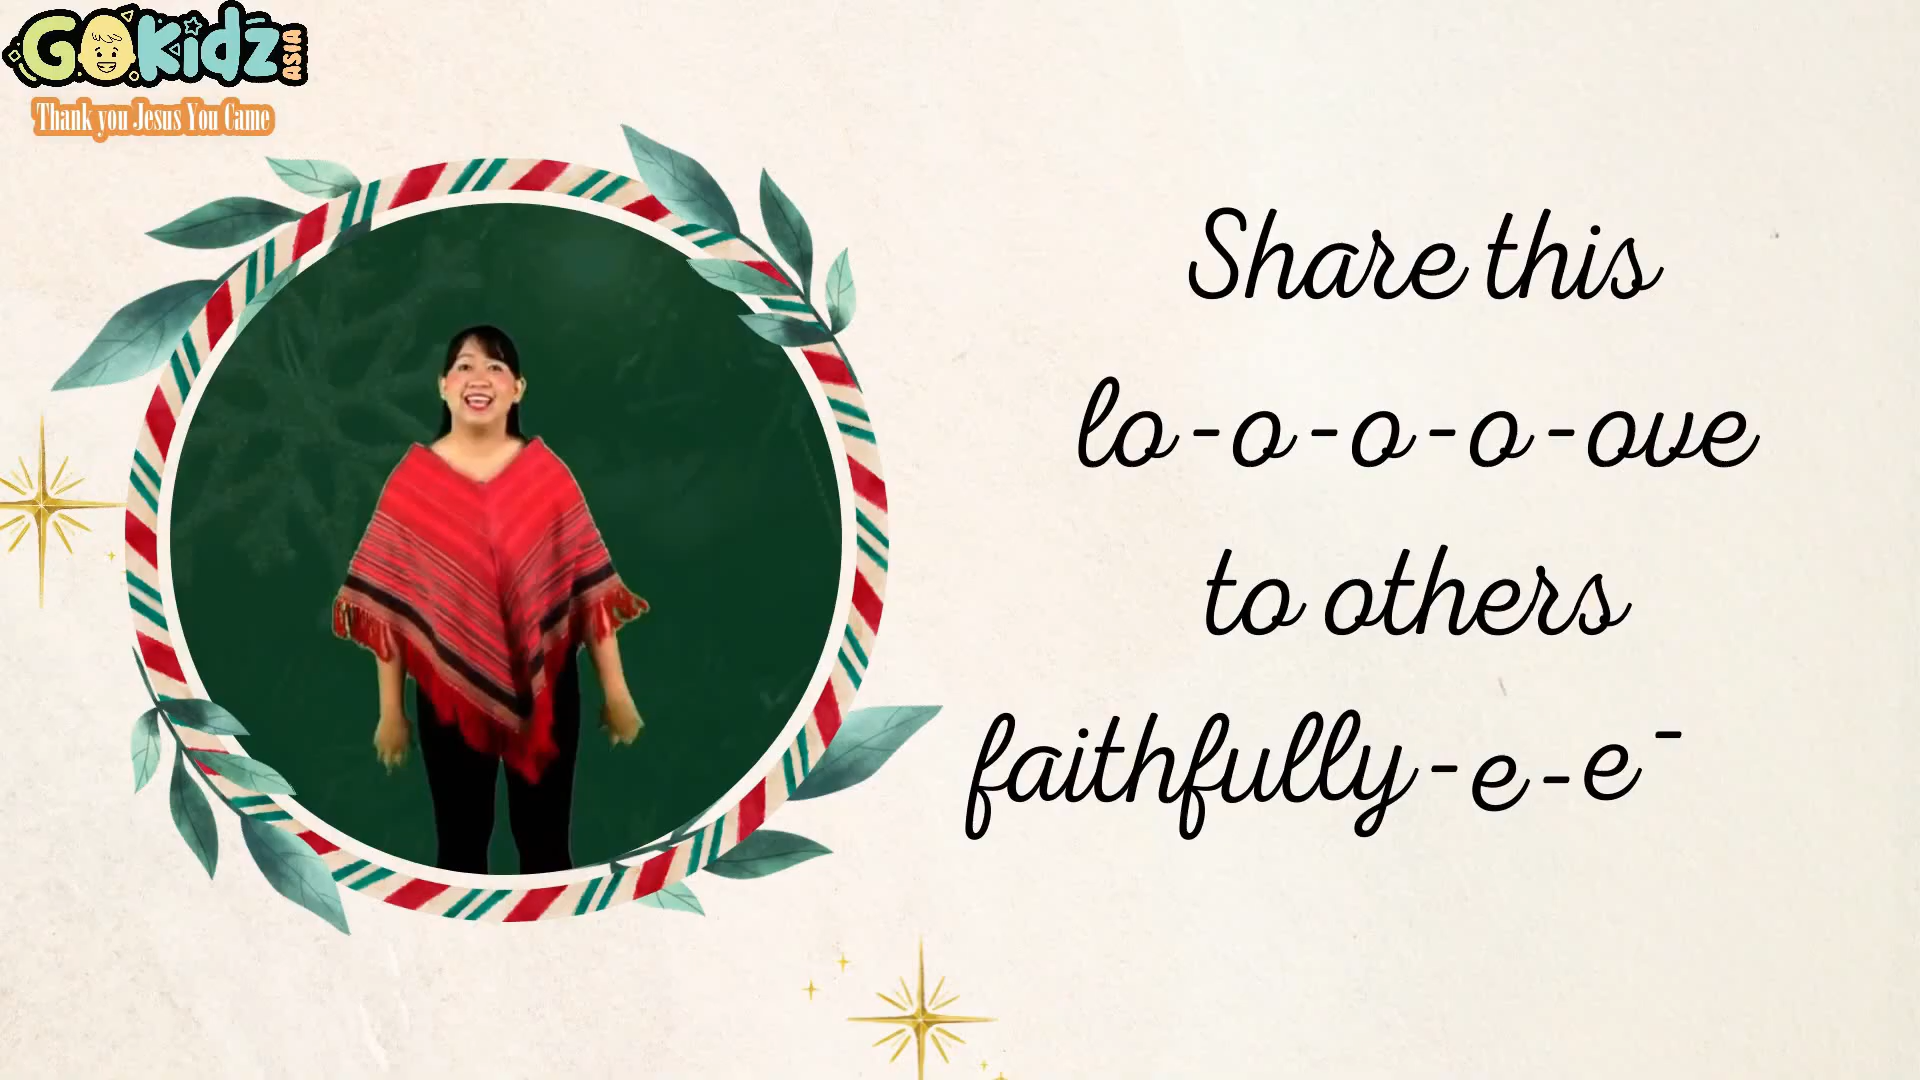 GOKidz ASIA
Thank you Jesus You Came
Share this
lo-o-o-o-ove
to others
faithfully-e-e-